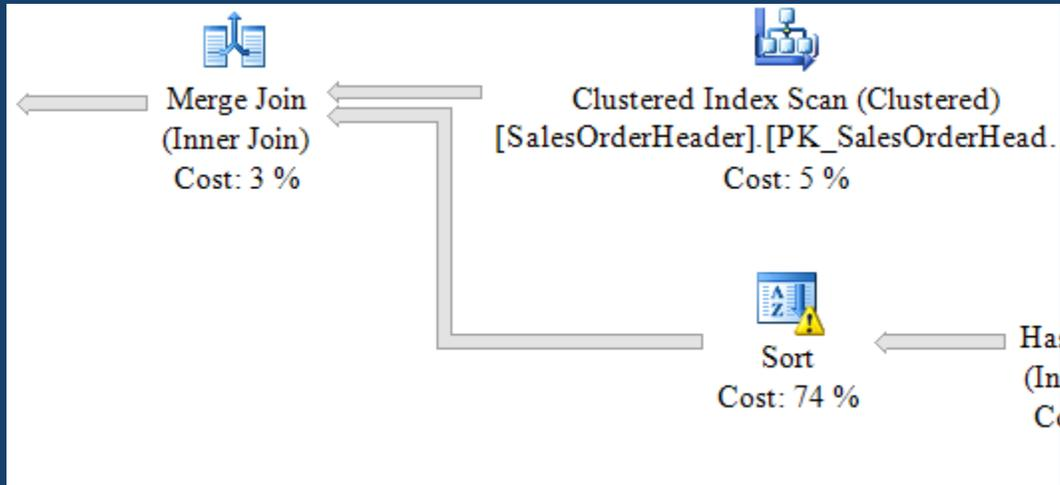 Merge Join
(Inner Join)
Cost: 3 %
Clustered Index Scan (Clustered)
[SalesOrderHeader].[PK_SalesOrderHead.
Cost: 5 %
Sort
Cost: 74 %